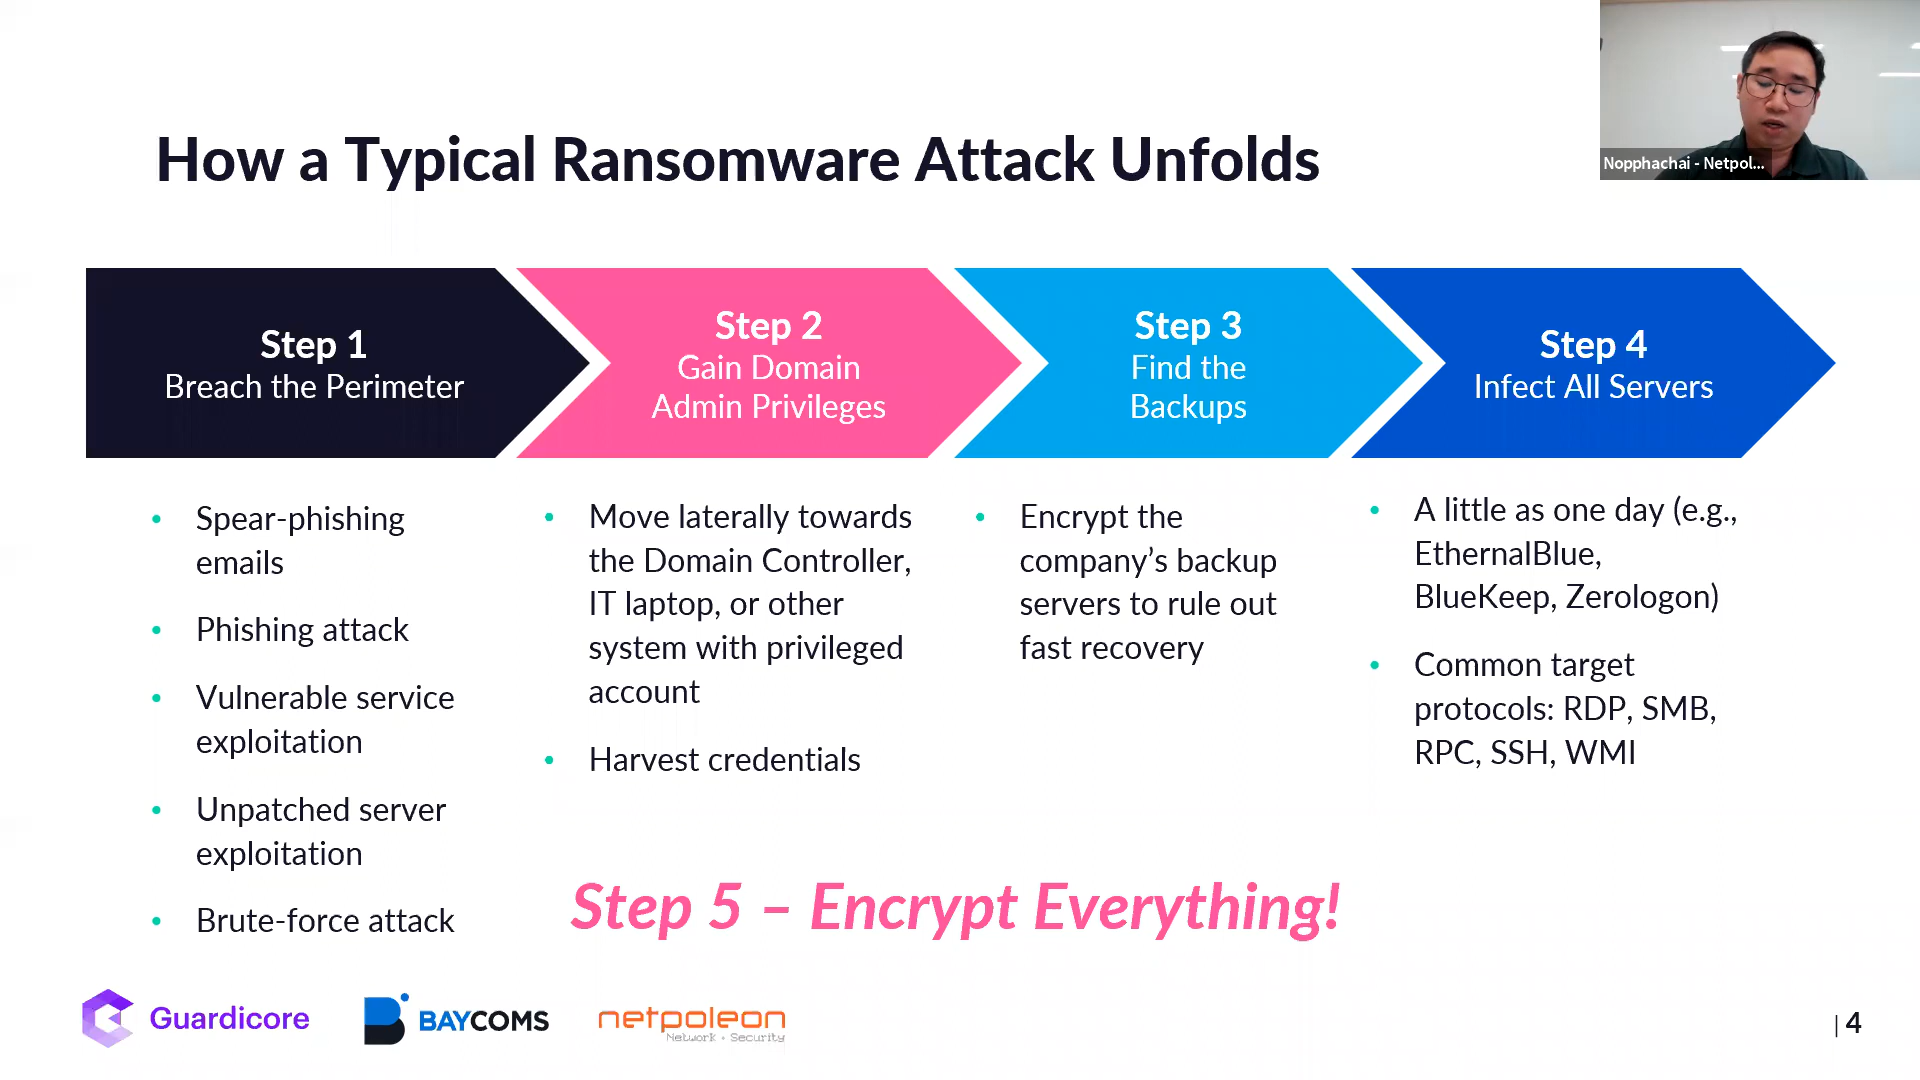 How a Typical Ransomware Attack Unfolds
Nopphachai - Netpol...
Step 1
Breach the Perimeter
Step 2
Gain Domain
Admin Privileges
Step 3
Find the
Backups
Step 4
Infect All Servers
• Spear-phishing
emails
• Phishing attack
• Vulnerable service
exploitation
• Unpatched server
exploitation
• Brute-force attack
• Move laterally towards
the Domain Controller,
IT laptop, or other
system with privileged
account
• Harvest credentials
• Encrypt the
company’s backup
servers to rule out
fast recovery
• A little as one day (e.g.,
EthernalBlue,
BlueKeep, Zerologon)
• Common target
protocols: RDP, SMB,
RPC, SSH, WMI
Step 5 – Encrypt Everything!
Guardicore
BAYCOMS
netpoleon
Network • Security
| 4